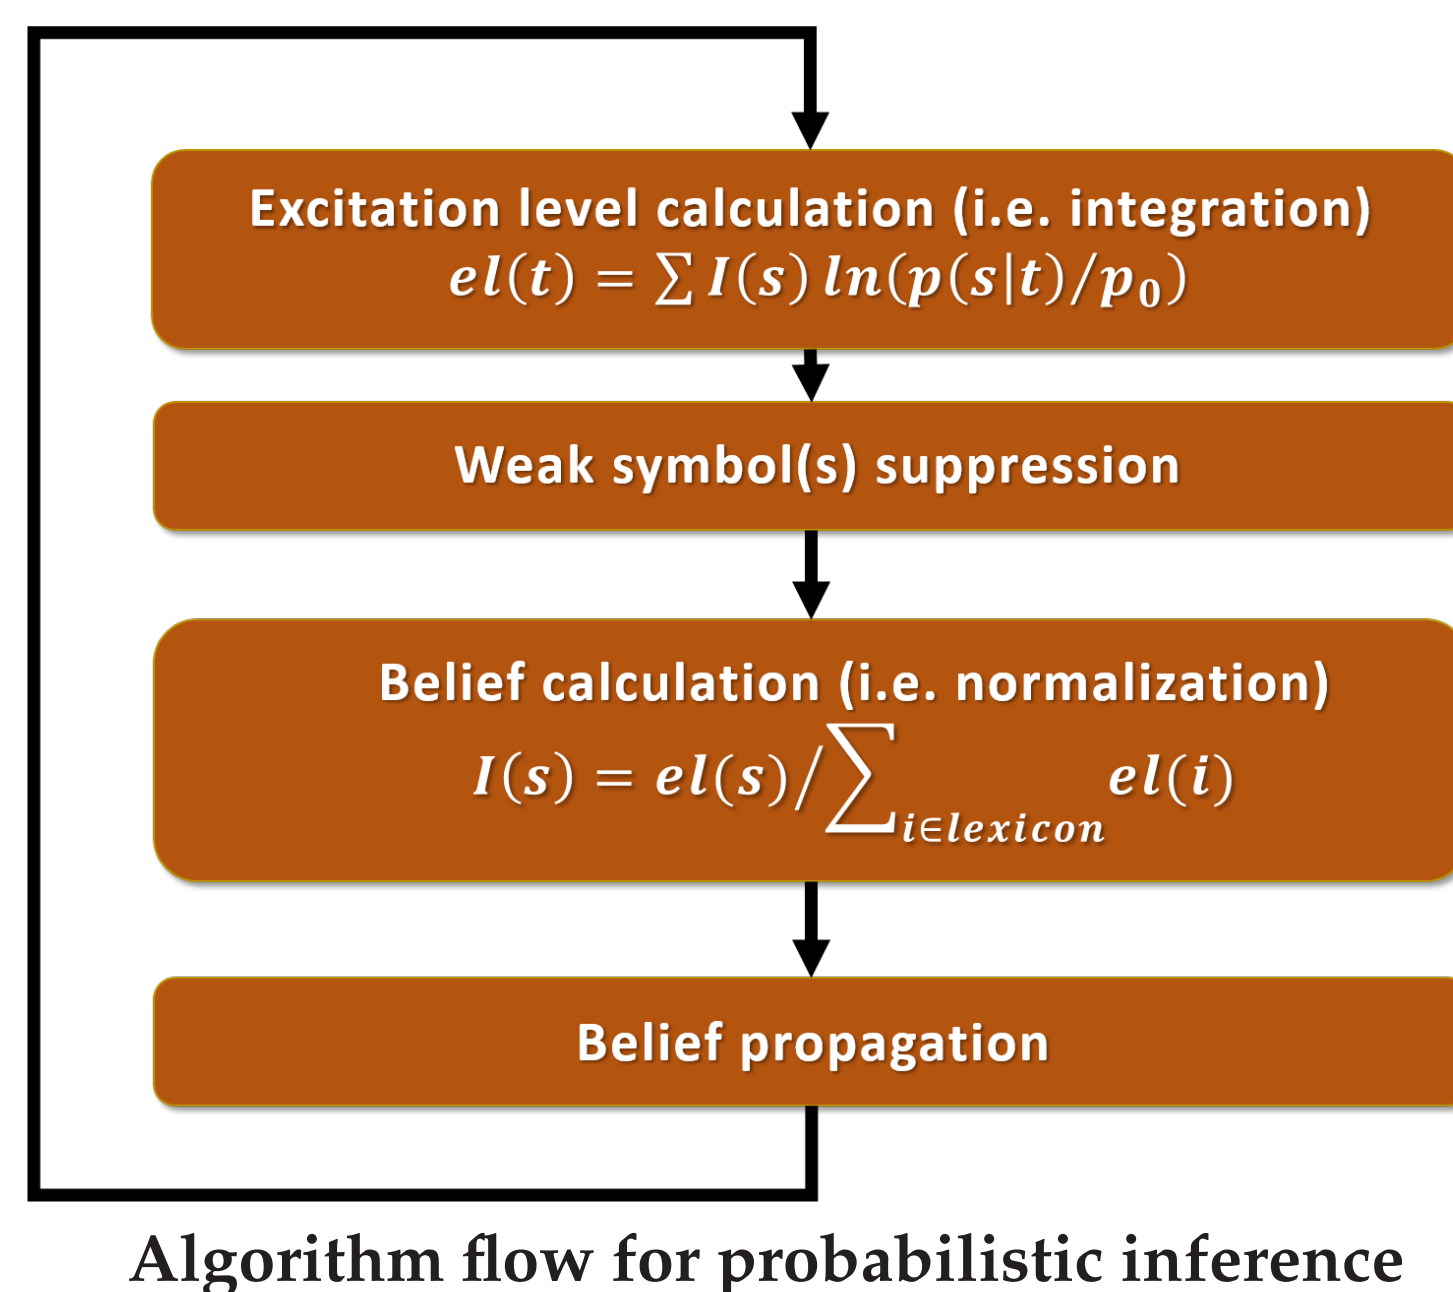 Excitation level calculation (i.e. integration)
el(t) = ∑ I(s) ln(p(s|t)/p₀)
Weak symbol(s) suppression
Belief calculation (i.e. normalization)
I(s) = el(s)/∑_{i∈lexicon} el(i)
Belief propagation
Algorithm flow for probabilistic inference